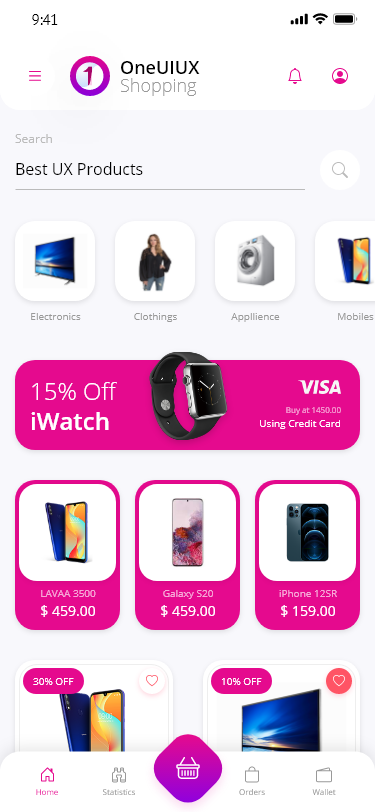 9:41
1
OneUIUX
Shopping
Search
Best UX Products
Electronics
Clothings
Appllience
Mobiles
15% Off
iWatch
VISA
Buy at 1450.00
Using Credit Card
LAVAA 3500
$ 459.00
Galaxy S20
$ 459.00
iPhone 12SR
$ 159.00
30% OFF
10% OFF
Home
Statistics
Orders
Wallet